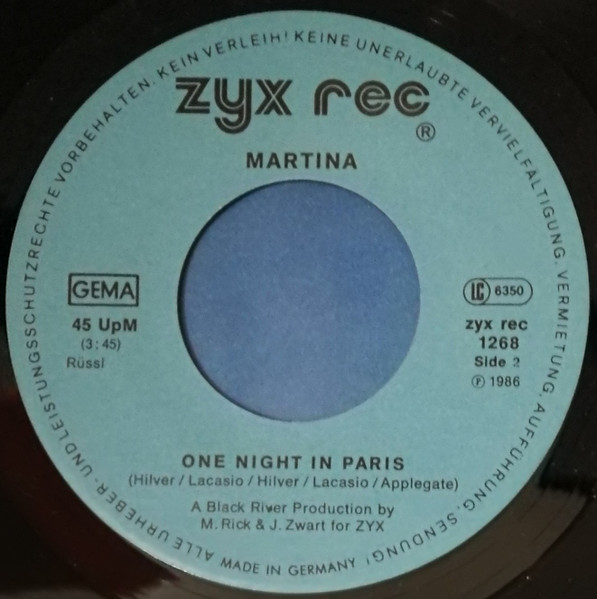 ALLE URHEBER- UND LEISTUNGSSCHUTZRECHTE VORBEHALTEN. KEIN VERLEIH! KEINE UNERLAUBTE VERVIELFÄLTIGUNG, VERMIETUNG, AUFFÜHRUNG, SENDUNG!
zyx rec
®
MARTINA
GEMA
LC 6350
45 UpM
(3:45)
Rüssl
zyx rec
1268
Side 2
℗ 1986
ONE NIGHT IN PARIS
(Hilver / Lacasio / Hilver / Lacasio / Applegate)
A Black River Production by
M. Rick & J. Zwart for ZYX
MADE IN GERMANY